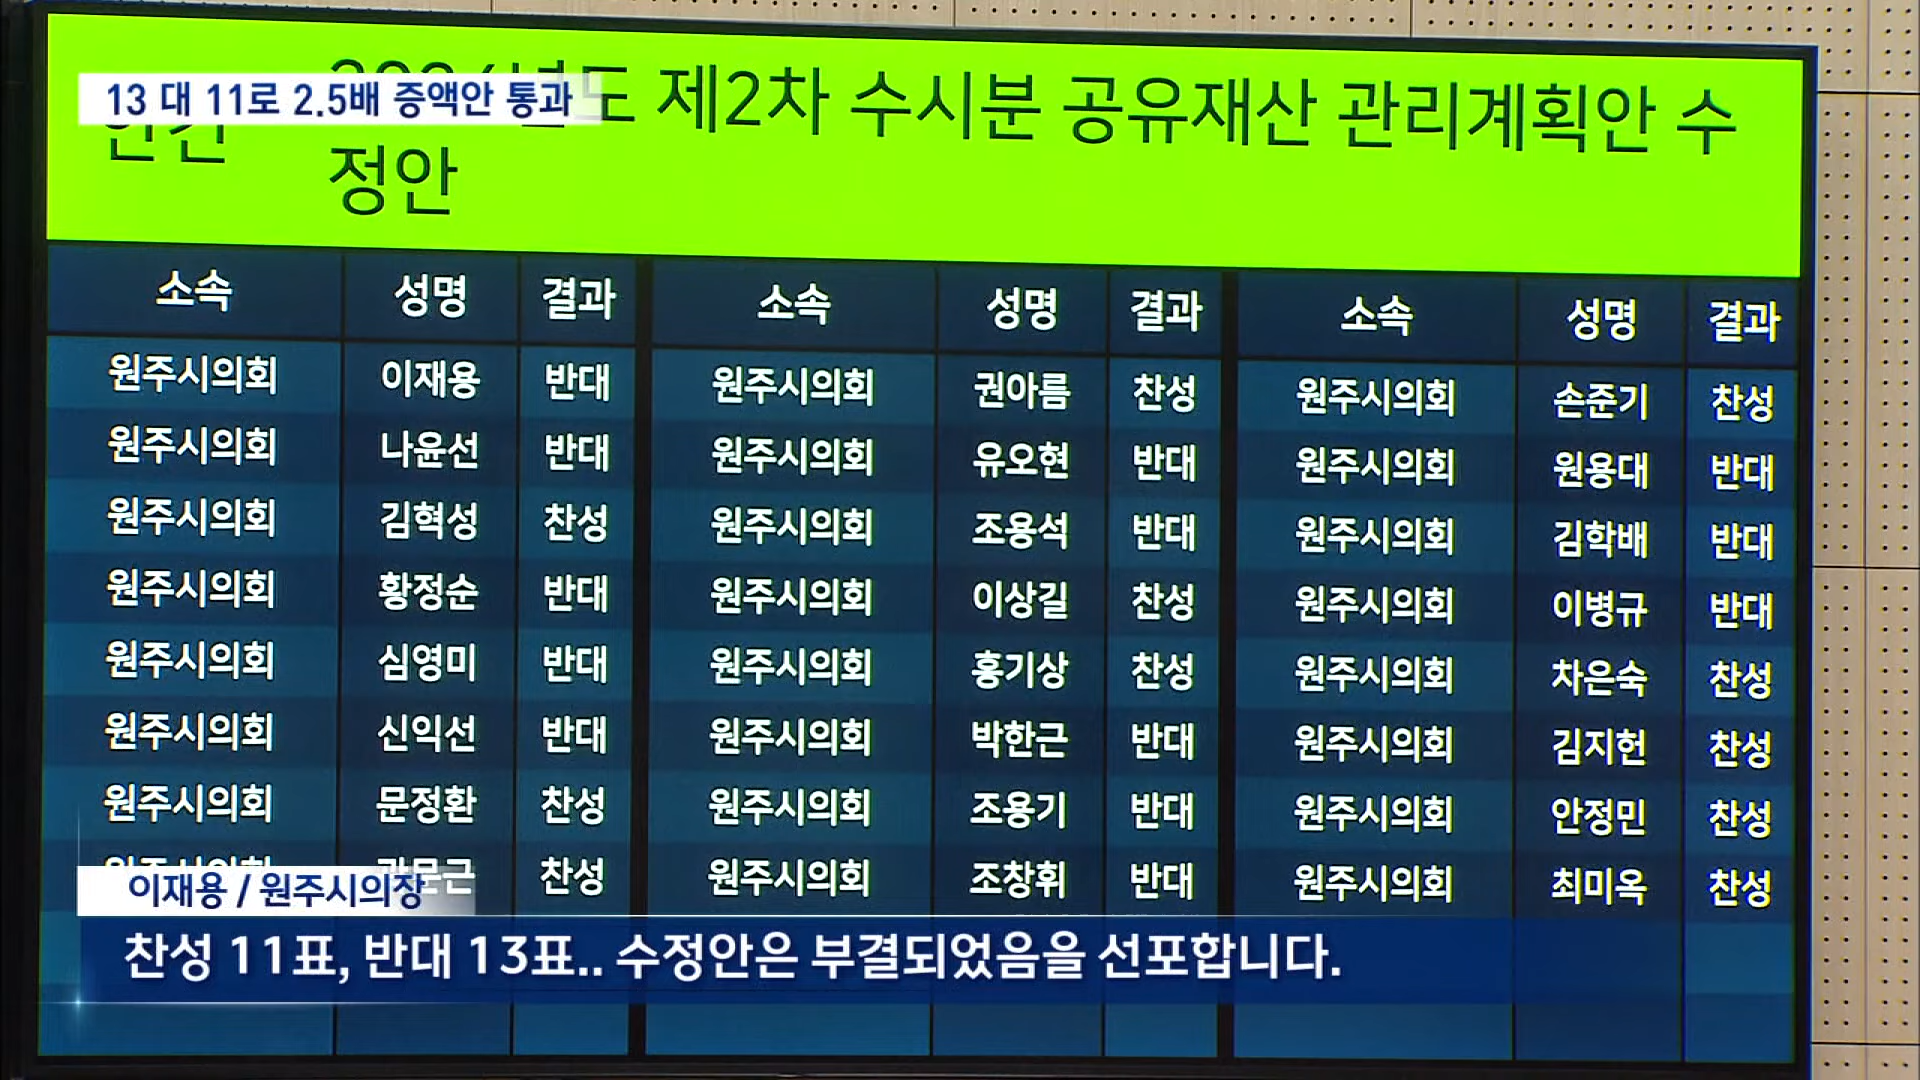 13 대 11로 2.5배 증액안 통과
제2차 수시분 공유재산 관리계획안 수
안건
정안
소속 성명 결과 소속 성명 결과 소속 성명 결과
원주시의회 이재용 반대 원주시의회 권아름 찬성 원주시의회 손준기 찬성
원주시의회 나윤선 반대 원주시의회 유오현 반대 원주시의회 원용대 반대
원주시의회 김혁성 찬성 원주시의회 조용석 반대 원주시의회 김학배 반대
원주시의회 황정순 반대 원주시의회 이상길 찬성 원주시의회 이병규 반대
원주시의회 심영미 반대 원주시의회 홍기상 찬성 원주시의회 차은숙 찬성
원주시의회 신익선 반대 원주시의회 박한근 반대 원주시의회 김지헌 찬성
원주시의회 문정환 찬성 원주시의회 조용기 반대 원주시의회 안정민 찬성
원주시의회 찬성 원주시의회 조창휘 반대 원주시의회 최미옥 찬성
이재용 / 원주시의장
찬성 11표, 반대 13표.. 수정안은 부결되었음을 선포합니다.